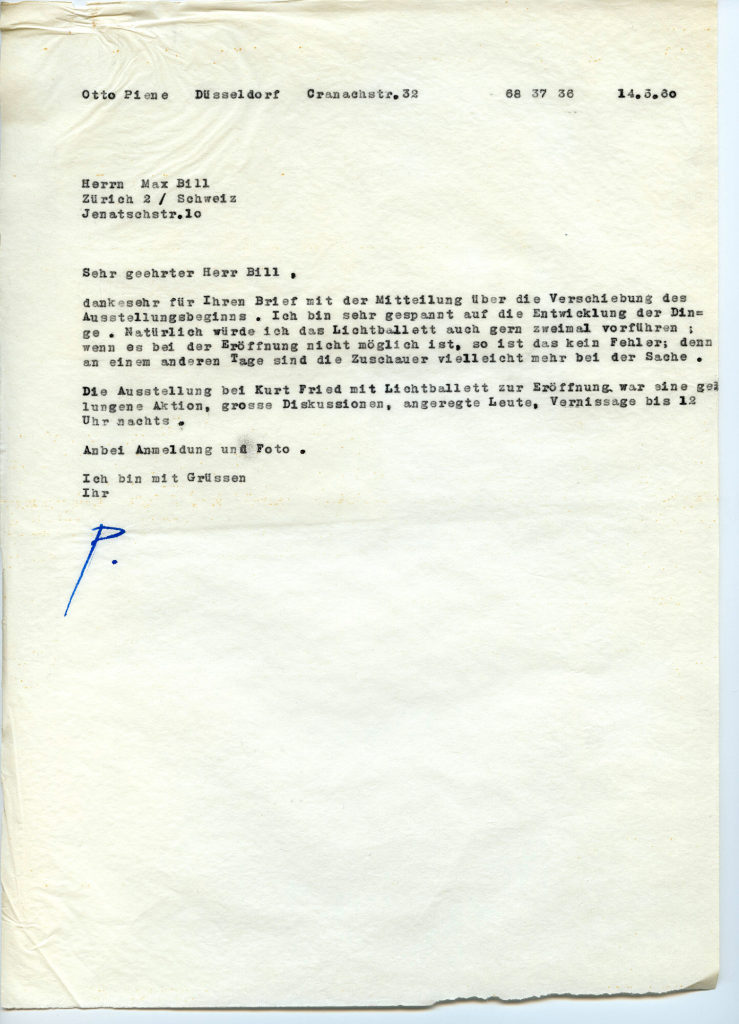 Otto Piene Düsseldorf Cranachstr.32 68 37 36 14.5.60
Herrn Max Bill
Zürich 2 / Schweiz
Jenatschstr.1o
Sehr geehrter Herr Bill ,
dankesehr für Ihren Brief mit der Mitteilung über die Verschiebung des
Ausstellungsbeginns . Ich bin sehr gespannt auf die Entwicklung der Din=
ge . Natürlich würde ich das Lichtballett auch gern zweimal vorführen ;
wenn es bei der Eröffnung nicht möglich ist, so ist das kein Fehler; denn
an einem anderen Tage sind die Zuschauer vielleicht mehr bei der Sache .
Die Ausstellung bei Kurt Fried mit Lichtballett zur Eröffnung war eine ge=
lungene Aktion, grosse Diskussionen, angeregte Leute, Vernissage bis 12
Uhr nachts .
Anbei Anmeldung und Foto .
Ich bin mit Grüssen
Ihr
P.